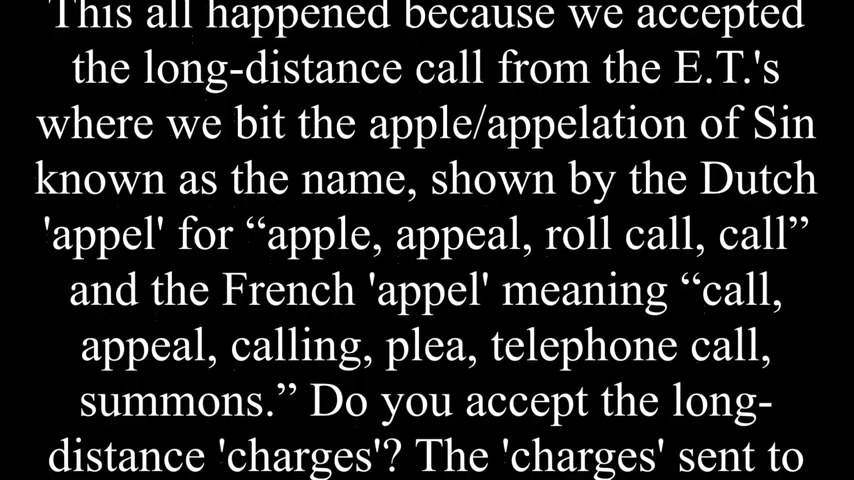 This all happened because we accepted
the long-distance call from the E.T.'s
where we bit the apple/appelation of Sin
known as the name, shown by the Dutch
'appel' for “apple, appeal, roll call, call”
and the French 'appel' meaning “call,
appeal, calling, plea, telephone call,
summons.” Do you accept the long-
distance 'charges'? The 'charges' sent to